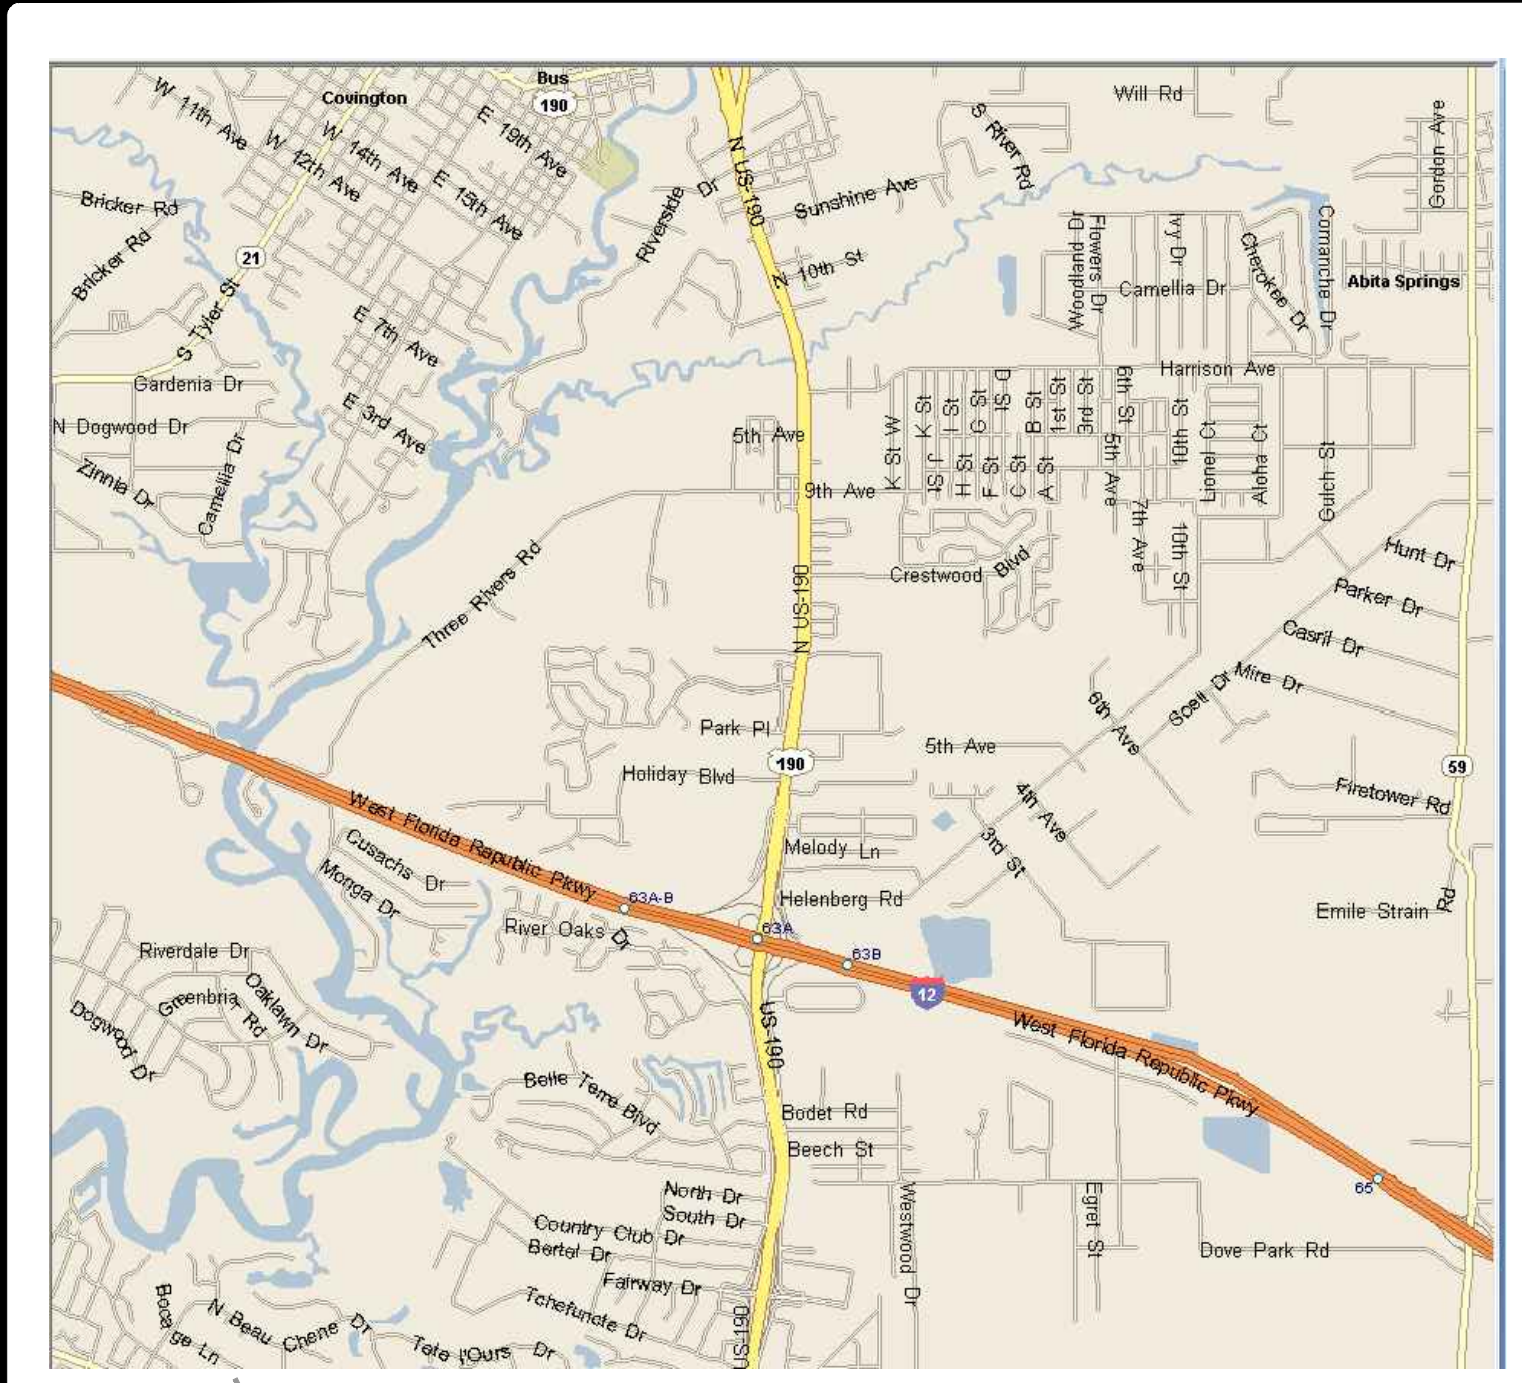 Bus
190
Covington
W 11th Ave
W 12th Ave
W 14th Ave
E 15th Ave
E 19th Ave
Will Rd
S River Rd
Gordon Ave
N US-190
Riverside Dr
Sunshine Ave
Bricker Rd
Bricker Rd
21
S Tyler St
N 10th St
Woodland Dr
Flowers Dr
Ivy Dr
Camellia Dr
Cherokee Dr
Comanche Dr
Abita Springs
E 7th Ave
Gardenia Dr
Harrison Ave
N Dogwood Dr
E 3rd Ave
Zinnia Dr
Camellia Dr
5th Ave
9th Ave
K St W
K St
J St
I St
H St
G St
F St
D St
C St
B St
A St
1st St
3rd St
6th St
5th Ave
10th St
Lionel Ct
Aloha Ct
Gulch St
7th Ave
10th St
Hunt Dr
Parker Dr
Casril Dr
Mire Dr
Scell Dr
Three Rivers Rd
Crestwood Blvd
N US-190
Park Pl
190
5th Ave
6th Ave
59
Holiday Blvd
Firetower Rd
4th Ave
3rd St
West Florida Republic Pkwy
Cusachs Dr
Monga Dr
Melody Ln
Helenberg Rd
63A-B
63A
63B
12
River Oaks Dr
Emile Strain Rd
Riverdale Dr
Greenbria r Rd
Oaklawn Dr
Dogwood Dr
US-190
West Florida Republic Pkwy
Belle Terre Blvd
Bodet Rd
Beech St
65
North Dr
South Dr
Country Club Dr
Bertel Dr
Fairway Dr
Westwood Dr
Egret St
Dove Park Rd
Tchefuncte Dr
US-190
Boca ge Ln
N Beau Chene Dr
Tete l'Ours Dr